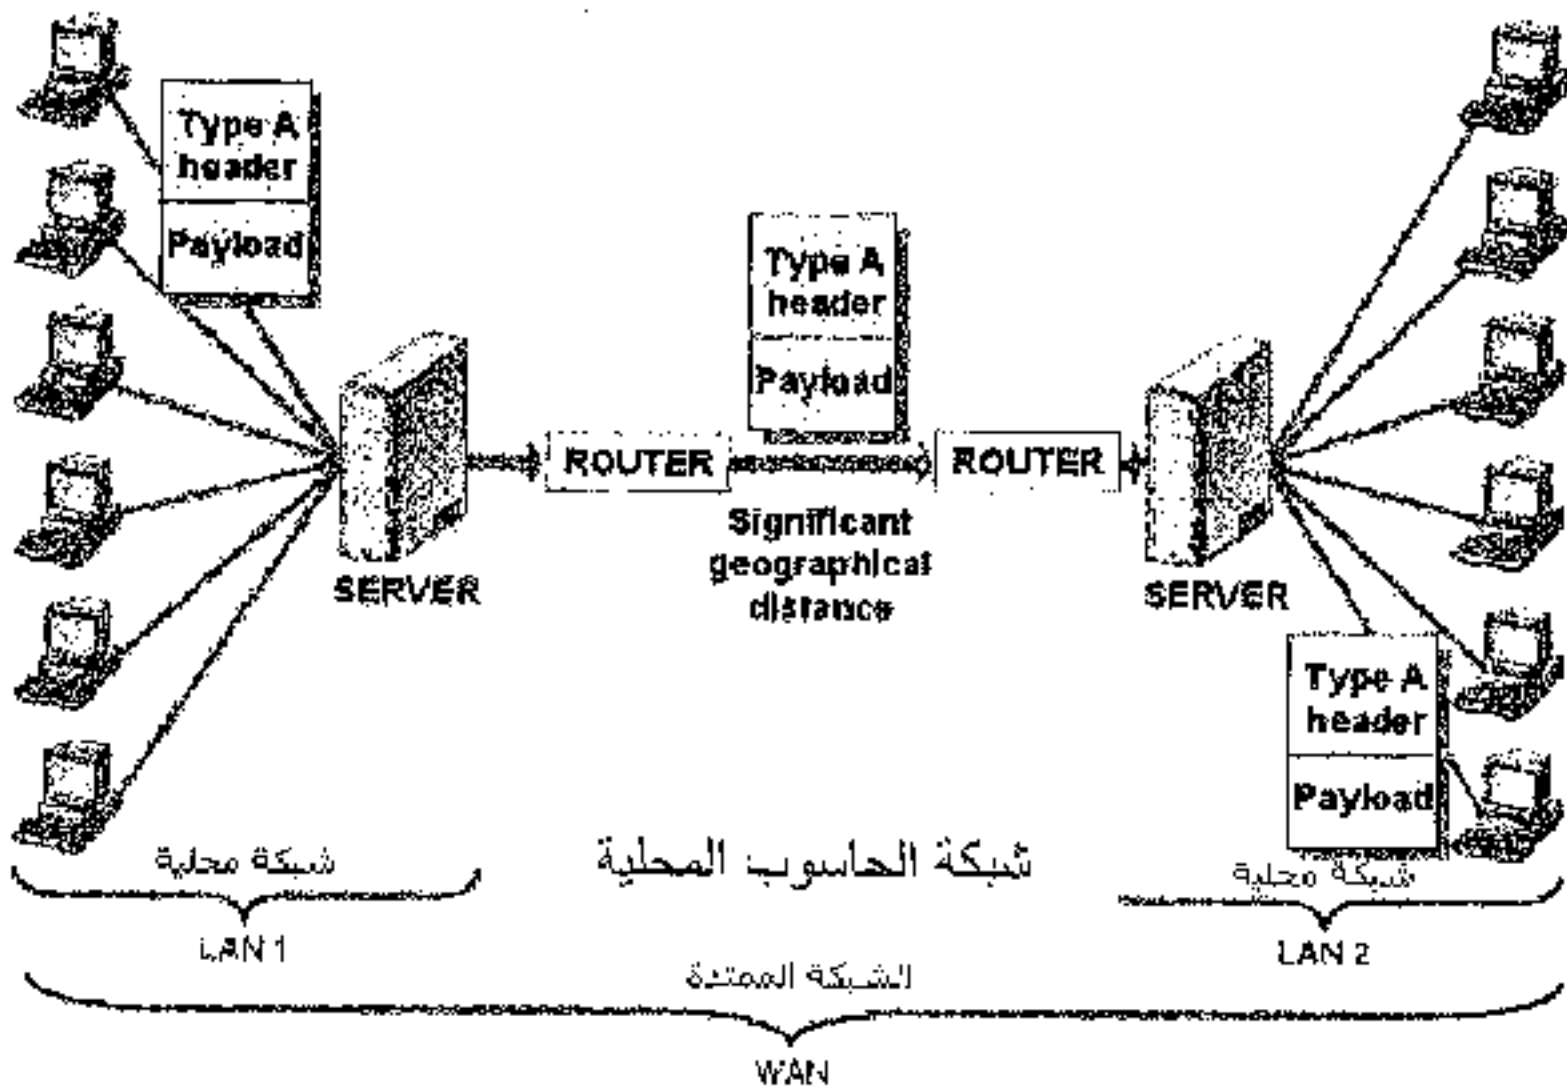 Type A
header
Payload
Type A
header
Payload
ROUTER
ROUTER
Significant
geographical
distance
SERVER
SERVER
Type A
header
Payload
شبكة محلية
شبكة الحاسوب المحلية
شبكة محلية
LAN 1
LAN 2
الشبكة الممتدة
WAN